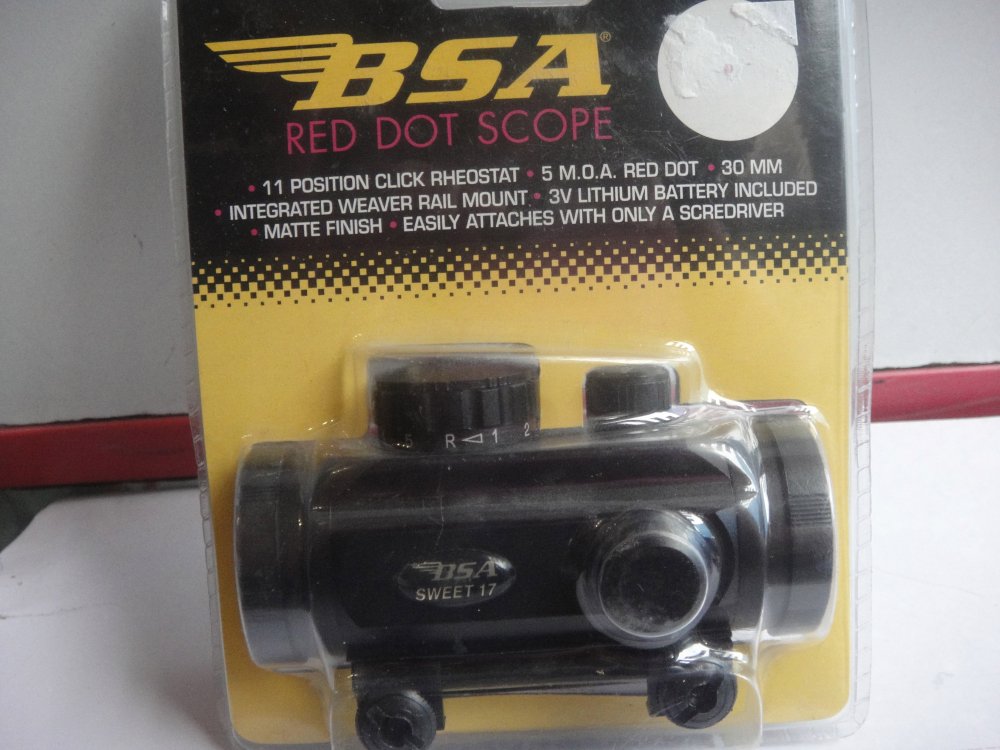 BSA®
RED DOT SCOPE
• 11 POSITION CLICK RHEOSTAT • 5 M.O.A. RED DOT • 30 MM
• INTEGRATED WEAVER RAIL MOUNT • 3V LITHIUM BATTERY INCLUDED
• MATTE FINISH • EASILY ATTACHES WITH ONLY A SCREDRIVER
5 R 1 2
BSA
SWEET 17